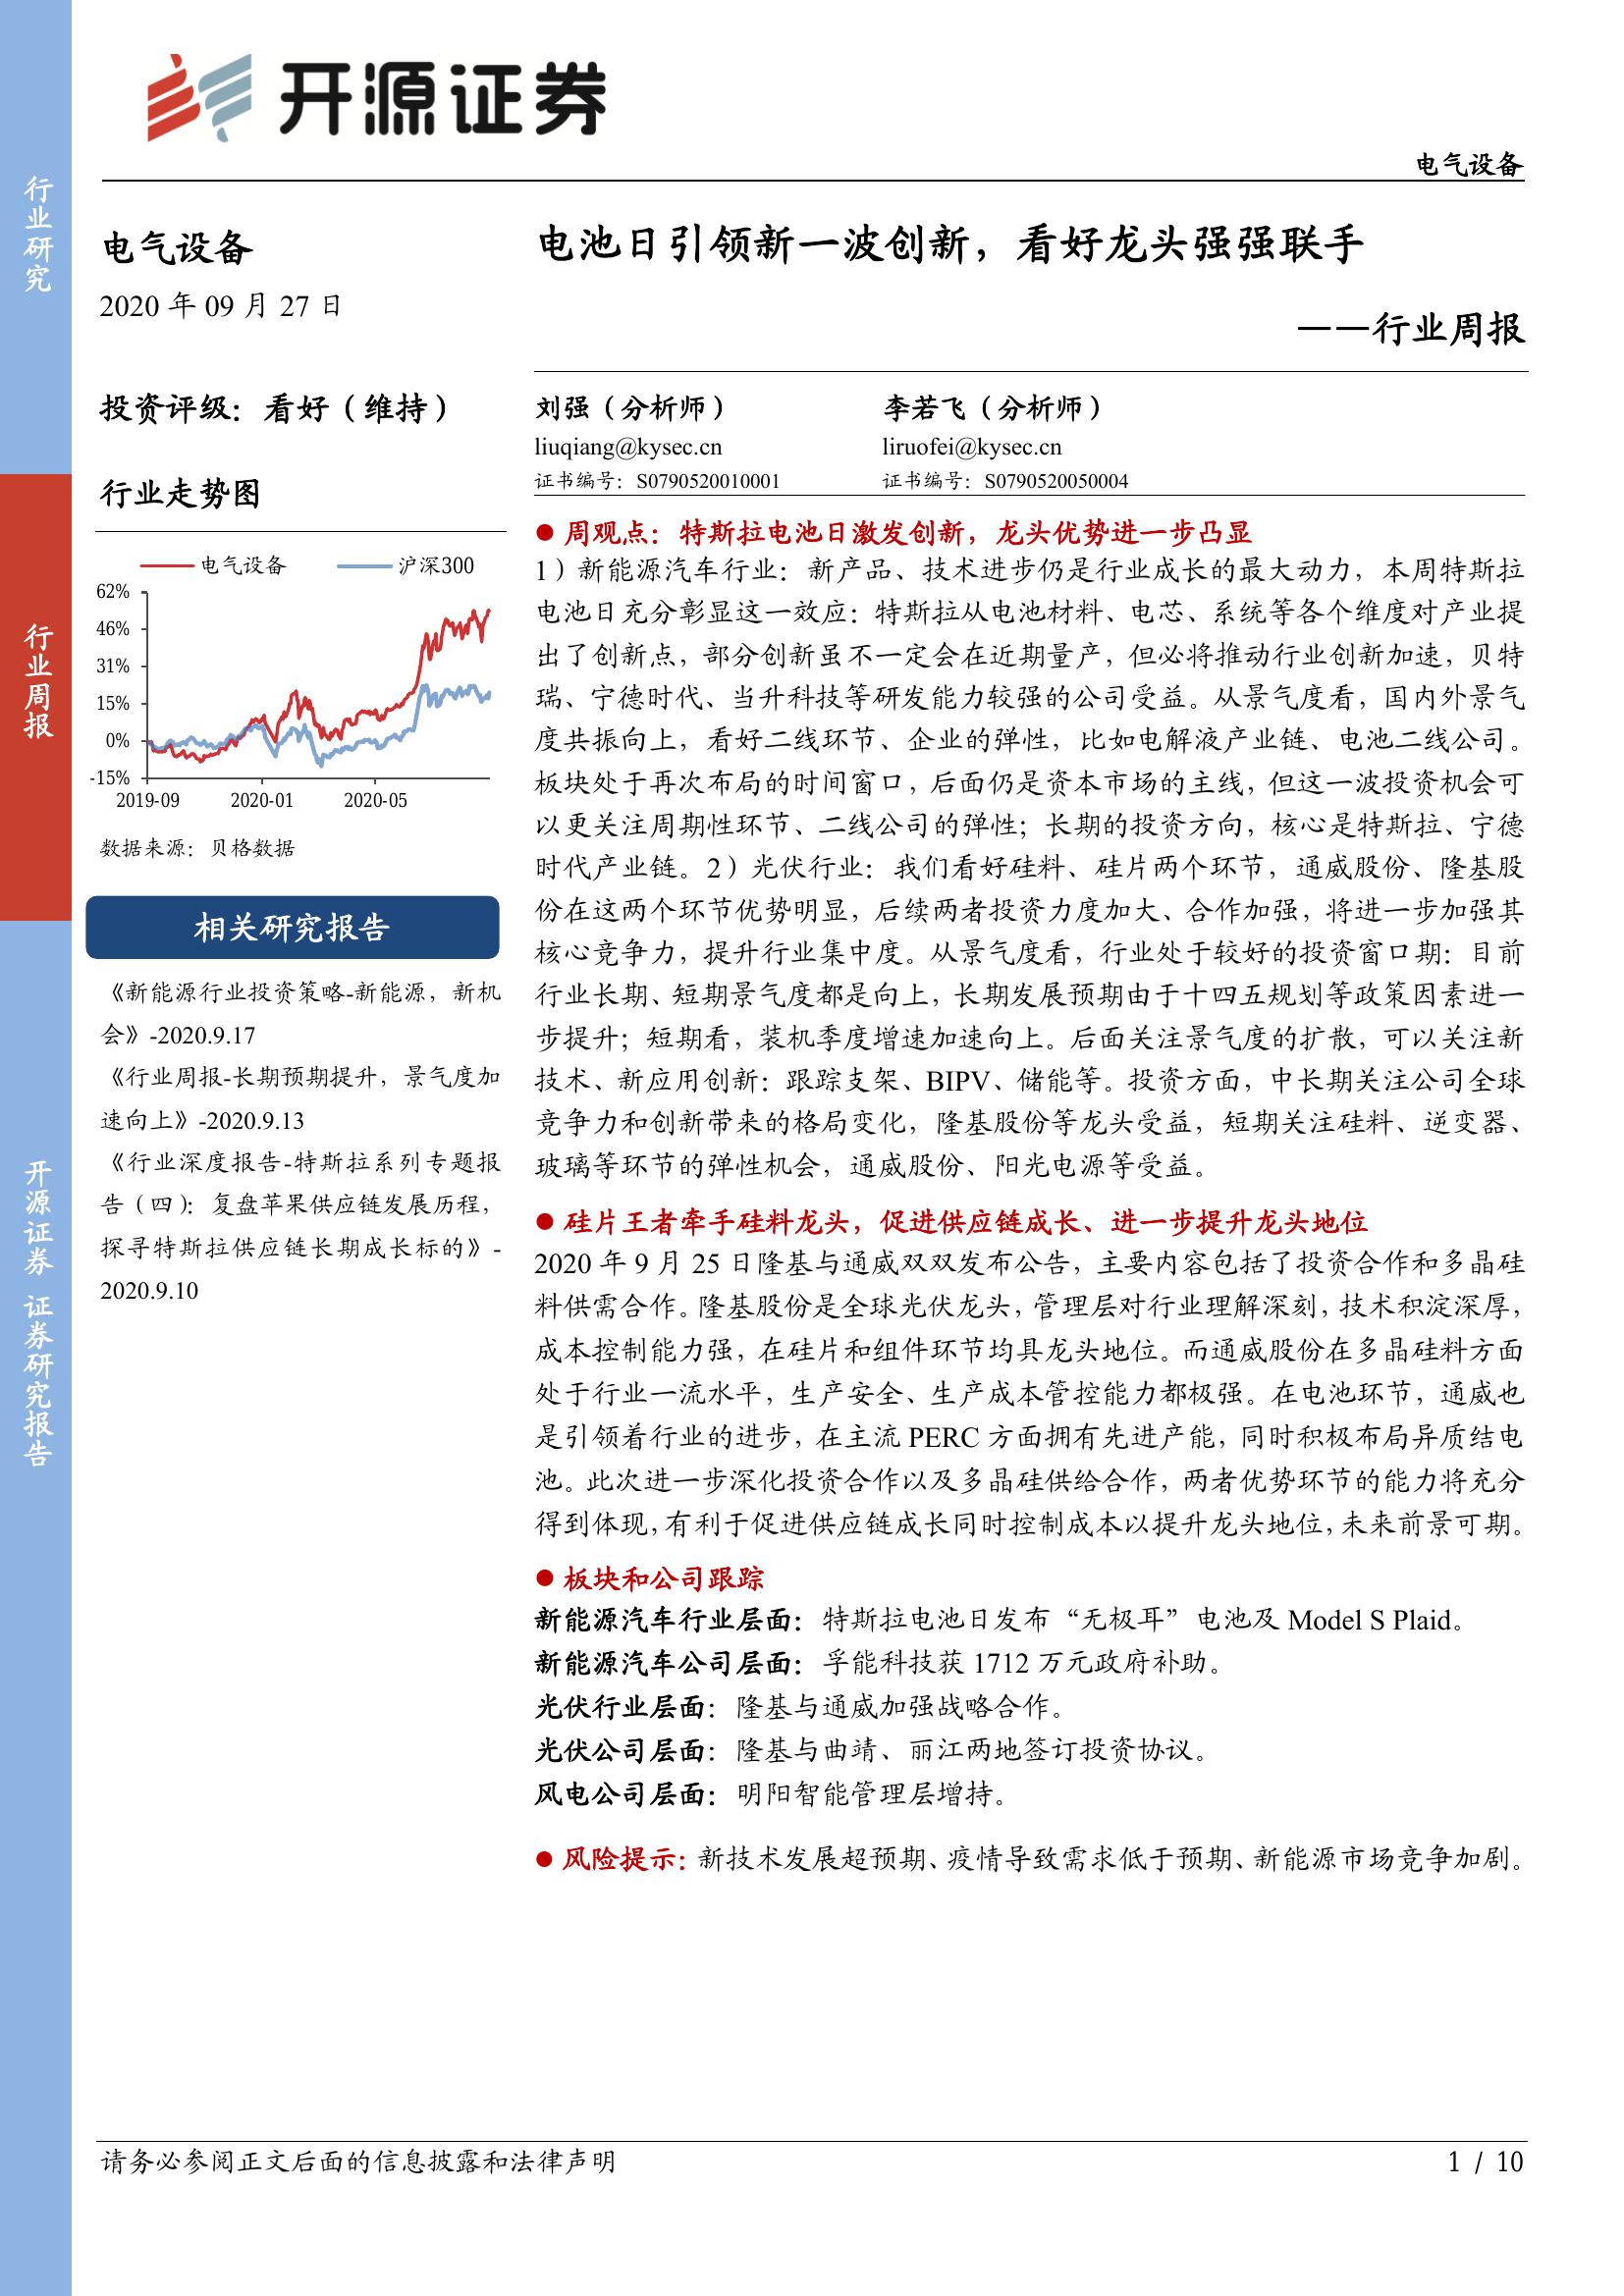 开源证券
电气设备
行业研究
行业周报
开源证券 证券研究报告
电气设备
2020 年 09 月 27 日
投资评级：看好（维持）
行业走势图
电气设备 沪深300
62%
46%
31%
15%
0%
-15%
2019-09 2020-01 2020-05
数据来源：贝格数据
相关研究报告
《新能源行业投资策略-新能源，新机
会》-2020.9.17
《行业周报-长期预期提升，景气度加
速向上》-2020.9.13
《行业深度报告-特斯拉系列专题报
告（四）：复盘苹果供应链发展历程，
探寻特斯拉供应链长期成长标的》-
2020.9.10
电池日引领新一波创新，看好龙头强强联手
——行业周报
刘强（分析师） 李若飞（分析师）
liuqiang@kysec.cn liruofei@kysec.cn
证书编号：S0790520010001 证书编号：S0790520050004
● 周观点：特斯拉电池日激发创新，龙头优势进一步凸显
1）新能源汽车行业：新产品、技术进步仍是行业成长的最大动力，本周特斯拉
电池日充分彰显这一效应：特斯拉从电池材料、电芯、系统等各个维度对产业提
出了创新点，部分创新虽不一定会在近期量产，但必将推动行业创新加速，贝特
瑞、宁德时代、当升科技等研发能力较强的公司受益。从景气度看，国内外景气
度共振向上，看好二线环节、企业的弹性，比如电解液产业链、电池二线公司。
板块处于再次布局的时间窗口，后面仍是资本市场的主线，但这一波投资机会可
以更关注周期性环节、二线公司的弹性；长期的投资方向，核心是特斯拉、宁德
时代产业链。2）光伏行业：我们看好硅料、硅片两个环节，通威股份、隆基股
份在这两个环节优势明显，后续两者投资力度加大、合作加强，将进一步加强其
核心竞争力，提升行业集中度。从景气度看，行业处于较好的投资窗口期：目前
行业长期、短期景气度都是向上，长期发展预期由于十四五规划等政策因素进一
步提升；短期看，装机季度增速加速向上。后面关注景气度的扩散，可以关注新
技术、新应用创新：跟踪支架、BIPV、储能等。投资方面，中长期关注公司全球
竞争力和创新带来的格局变化，隆基股份等龙头受益，短期关注硅料、逆变器、
玻璃等环节的弹性机会，通威股份、阳光电源等受益。
● 硅片王者牵手硅料龙头，促进供应链成长、进一步提升龙头地位
2020 年 9 月 25 日隆基与通威双双发布公告，主要内容包括了投资合作和多晶硅
料供需合作。隆基股份是全球光伏龙头，管理层对行业理解深刻，技术积淀深厚，
成本控制能力强，在硅片和组件环节均具龙头地位。而通威股份在多晶硅料方面
处于行业一流水平，生产安全、生产成本管控能力都极强。在电池环节，通威也
是引领着行业的进步，在主流 PERC 方面拥有先进产能，同时积极布局异质结电
池。此次进一步深化投资合作以及多晶硅供给合作，两者优势环节的能力将充分
得到体现，有利于促进供应链成长同时控制成本以提升龙头地位，未来前景可期。
● 板块和公司跟踪
新能源汽车行业层面：特斯拉电池日发布“无极耳”电池及 Model S Plaid。
新能源汽车公司层面：孚能科技获 1712 万元政府补助。
光伏行业层面：隆基与通威加强战略合作。
光伏公司层面：隆基与曲靖、丽江两地签订投资协议。
风电公司层面：明阳智能管理层增持。
● 风险提示：新技术发展超预期、疫情导致需求低于预期、新能源市场竞争加剧。
请务必参阅正文后面的信息披露和法律声明 1 / 10